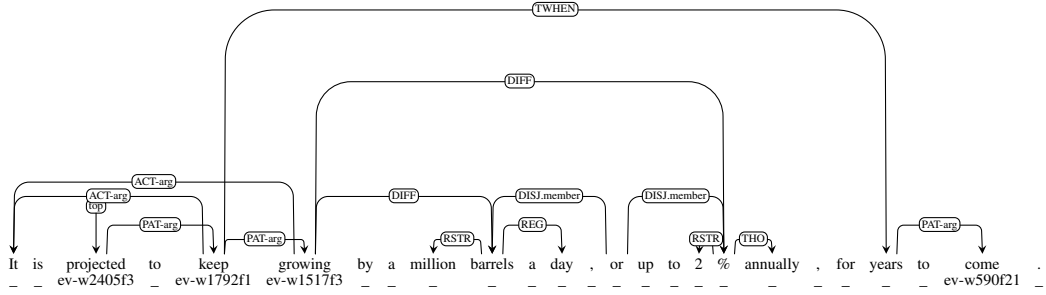 TWHEN
DIFF
ACT-arg
ACT-arg DIFF DISJ.member DISJ.member
top
PAT-arg PAT-arg RSTR REG RSTR THO PAT-arg
It is projected to keep growing by a million barrels a day , or up to 2 % annually , for years to come .
_ _ ev-w2405f3 _ ev-w1792f1 ev-w1517f3 _ _ _ _ _ _ _ _ _ _ _ _ _ _ _ _ _ ev-w590f21 _